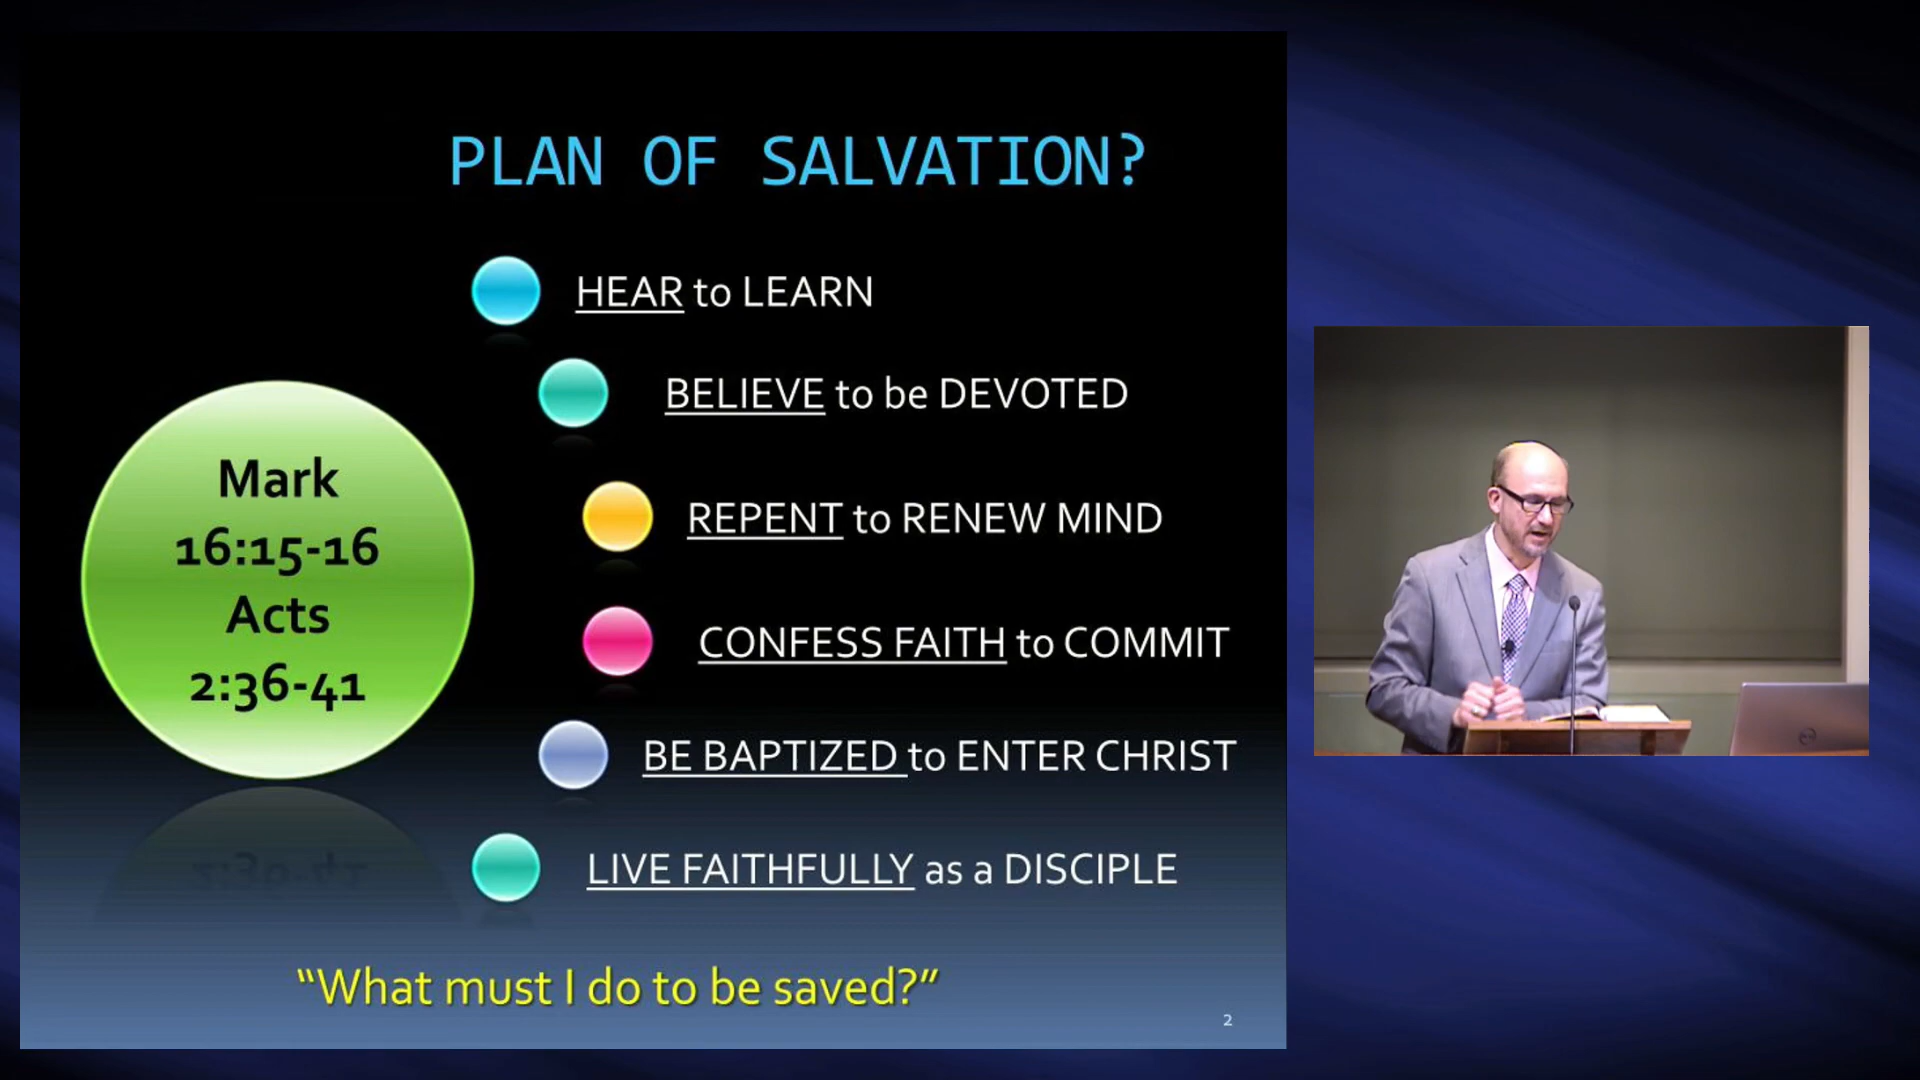 PLAN OF SALVATION?
HEAR to LEARN
BELIEVE to be DEVOTED
REPENT to RENEW MIND
CONFESS FAITH to COMMIT
BE BAPTIZED to ENTER CHRIST
LIVE FAITHFULLY as a DISCIPLE
Mark
16:15-16
Acts
2:36-41
“What must I do to be saved?”
2